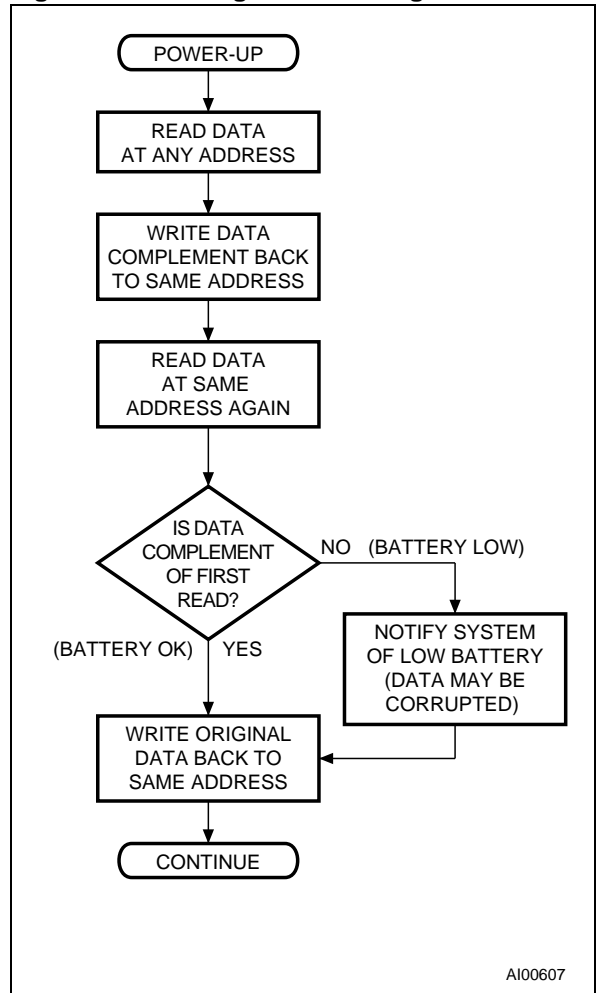 POWER-UP
READ DATA
AT ANY ADDRESS
WRITE DATA
COMPLEMENT BACK
TO SAME ADDRESS
READ DATA
AT SAME
ADDRESS AGAIN
IS DATA
COMPLEMENT
OF FIRST
READ?
NO (BATTERY LOW)
NOTIFY SYSTEM
OF LOW BATTERY
(DATA MAY BE
CORRUPTED)
(BATTERY OK) YES
WRITE ORIGINAL
DATA BACK TO
SAME ADDRESS
CONTINUE
AI00607